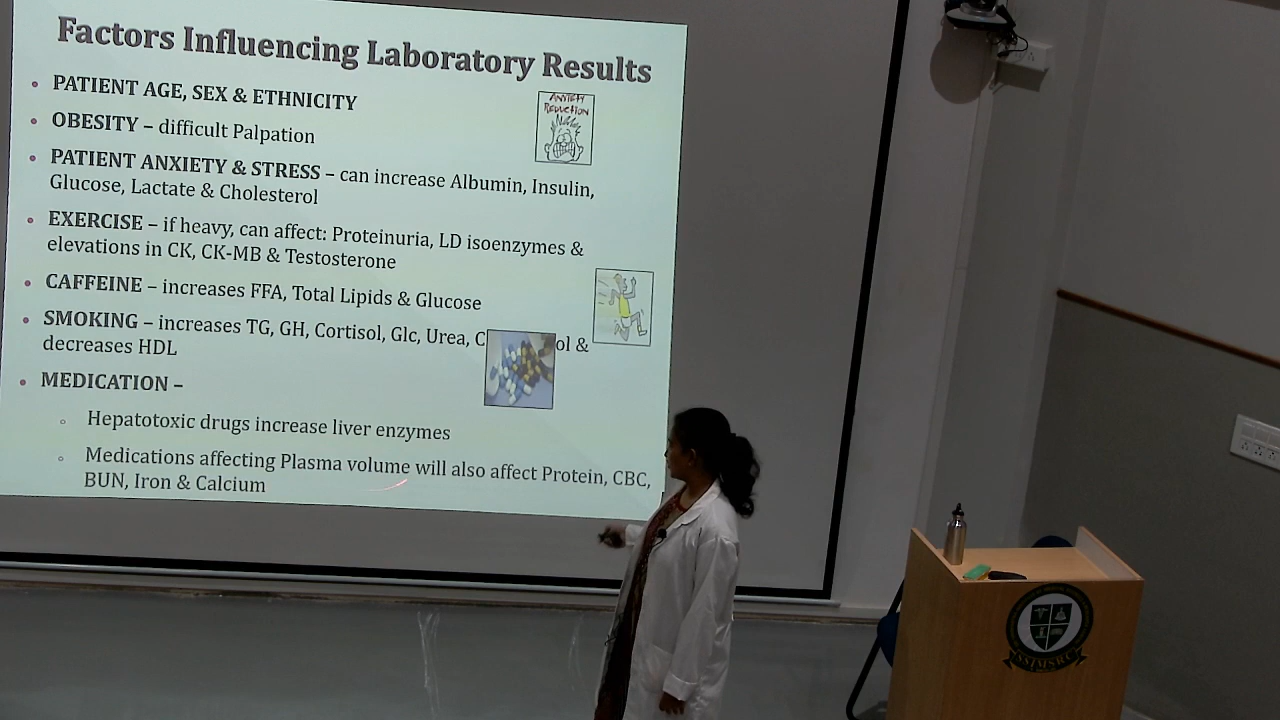 Factors Influencing Laboratory Results
• PATIENT AGE, SEX & ETHNICITY
• OBESITY – difficult Palpation
• PATIENT ANXIETY & STRESS – can increase Albumin, Insulin,
Glucose, Lactate & Cholesterol
• EXERCISE – if heavy, can affect: Proteinuria, LD isoenzymes &
elevations in CK, CK-MB & Testosterone
• CAFFEINE – increases FFA, Total Lipids & Glucose
• SMOKING – increases TG, GH, Cortisol, Glc, Urea, C ol &
decreases HDL
• MEDICATION –
◦ Hepatotoxic drugs increase liver enzymes
◦ Medications affecting Plasma volume will also affect Protein, CBC,
BUN, Iron & Calcium
ANXIETY
REDUCTION